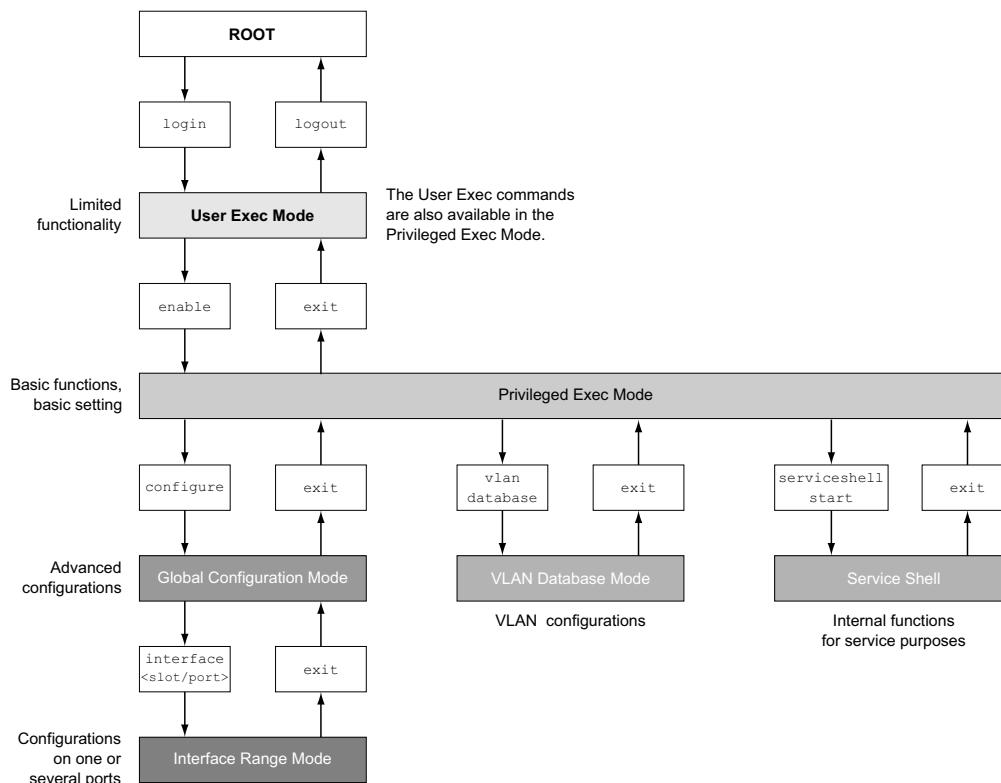 ROOT
login
logout
Limited
functionality
User Exec Mode
The User Exec commands
are also available in the
Privileged Exec Mode.
enable
exit
Basic functions,
basic setting
Privileged Exec Mode
configure
exit
vlan
database
exit
serviceshell
start
exit
Advanced
configurations
Global Configuration Mode
VLAN Database Mode
Service Shell
VLAN configurations
Internal functions
for service purposes
interface
<slot/port>
exit
Configurations
on one or
several ports
Interface Range Mode